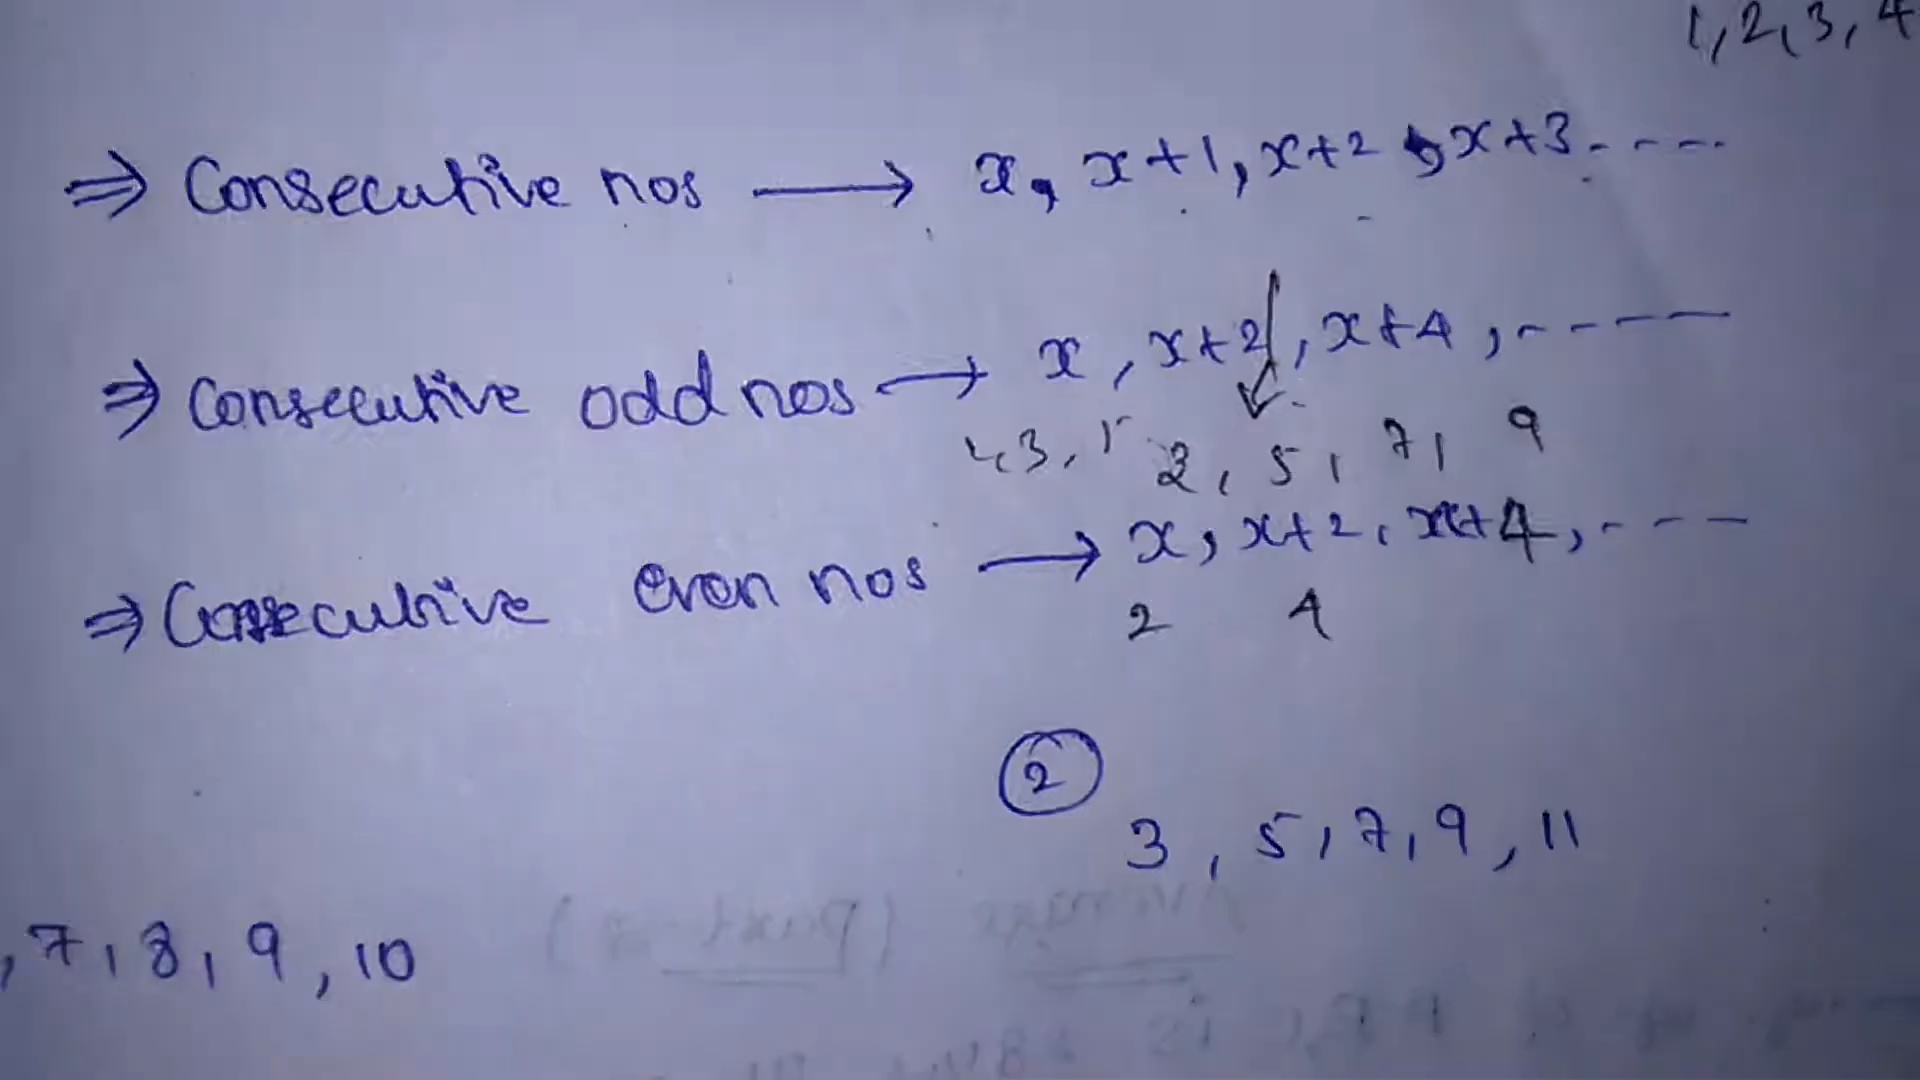 1, 2, 3, 4
⇒ Consecutive nos → x, x+1, x+2, x+3-----
⇒ Consecutive odd nos → x, x+2, x+4, -----
3, 5, 7, 9
⇒ Consecutive even nos → x, x+2, x+4, ----
2 4
2
3, 5, 7, 9, 11
, 7, 8, 9, 10